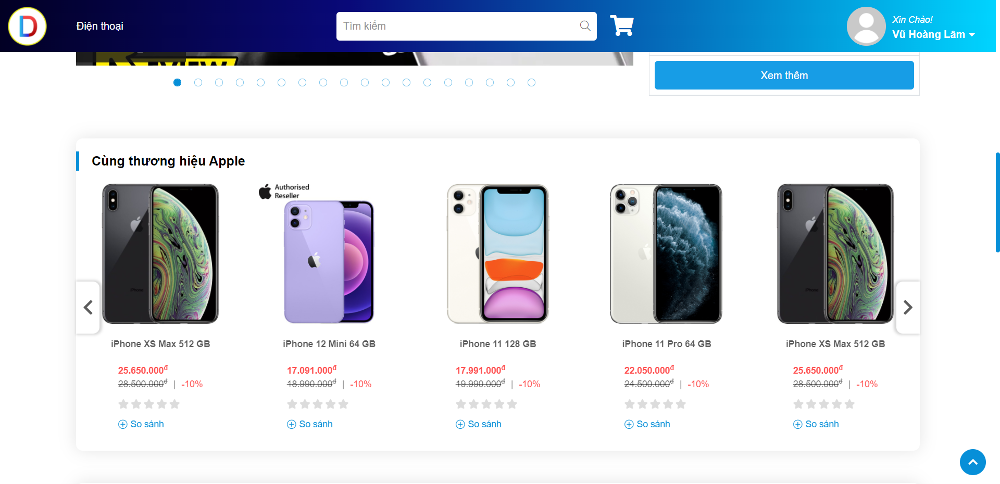 D
Điện thoại
Tìm kiếm
Xin Chào!
Vũ Hoàng Lâm
Xem thêm
Cùng thương hiệu Apple
Authorised
Reseller
iPhone XS Max 512 GB
25.650.000đ
28.500.000đ | -10%
So sánh
iPhone 12 Mini 64 GB
17.091.000đ
18.990.000đ | -10%
So sánh
iPhone 11 128 GB
17.991.000đ
19.990.000đ | -10%
So sánh
iPhone 11 Pro 64 GB
22.050.000đ
24.500.000đ | -10%
So sánh
iPhone XS Max 512 GB
25.650.000đ
28.500.000đ | -10%
So sánh